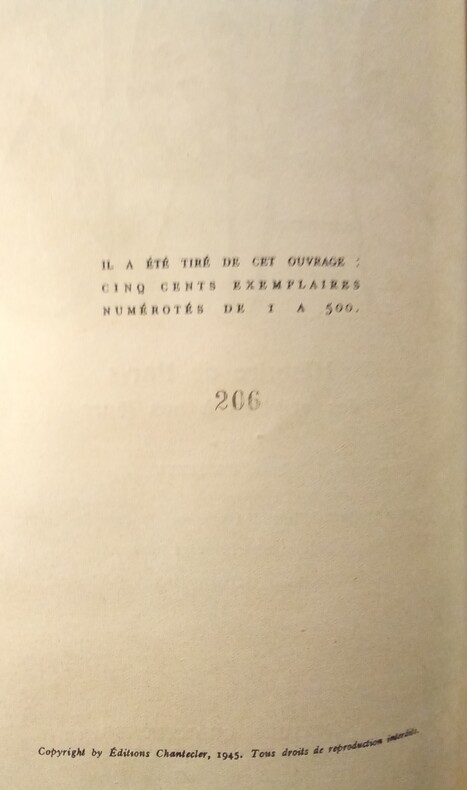 IL A ÉTÉ TIRÉ DE CET OUVRAGE :
CINQ CENTS EXEMPLAIRES
NUMÉROTÉS DE 1 A 500.
206
Copyright by Éditions Chantecler, 1945. Tous droits de reproduction interdits.